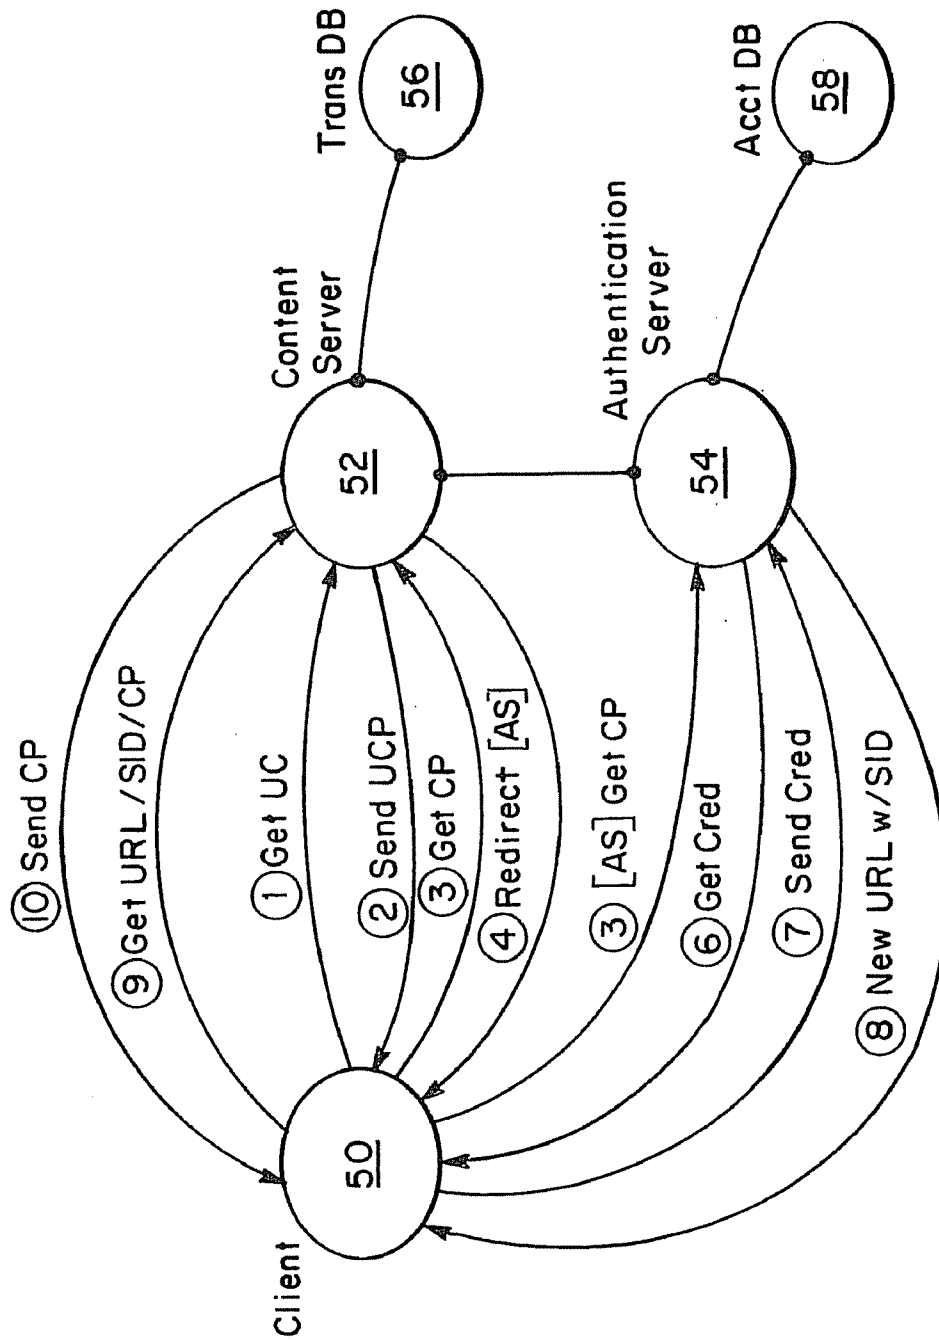 ⑩ Send CP
⑨ Get URL/SID/CP
① Get UC
② Send UCP
③ Get CP
④ Redirect [AS]
③ [AS] Get CP
⑥ Get Cred
⑦ Send Cred
⑧ New URL w/SID
Client
50
Content
Server
52
Trans DB
56
Authentication
Server
54
Acct DB
58